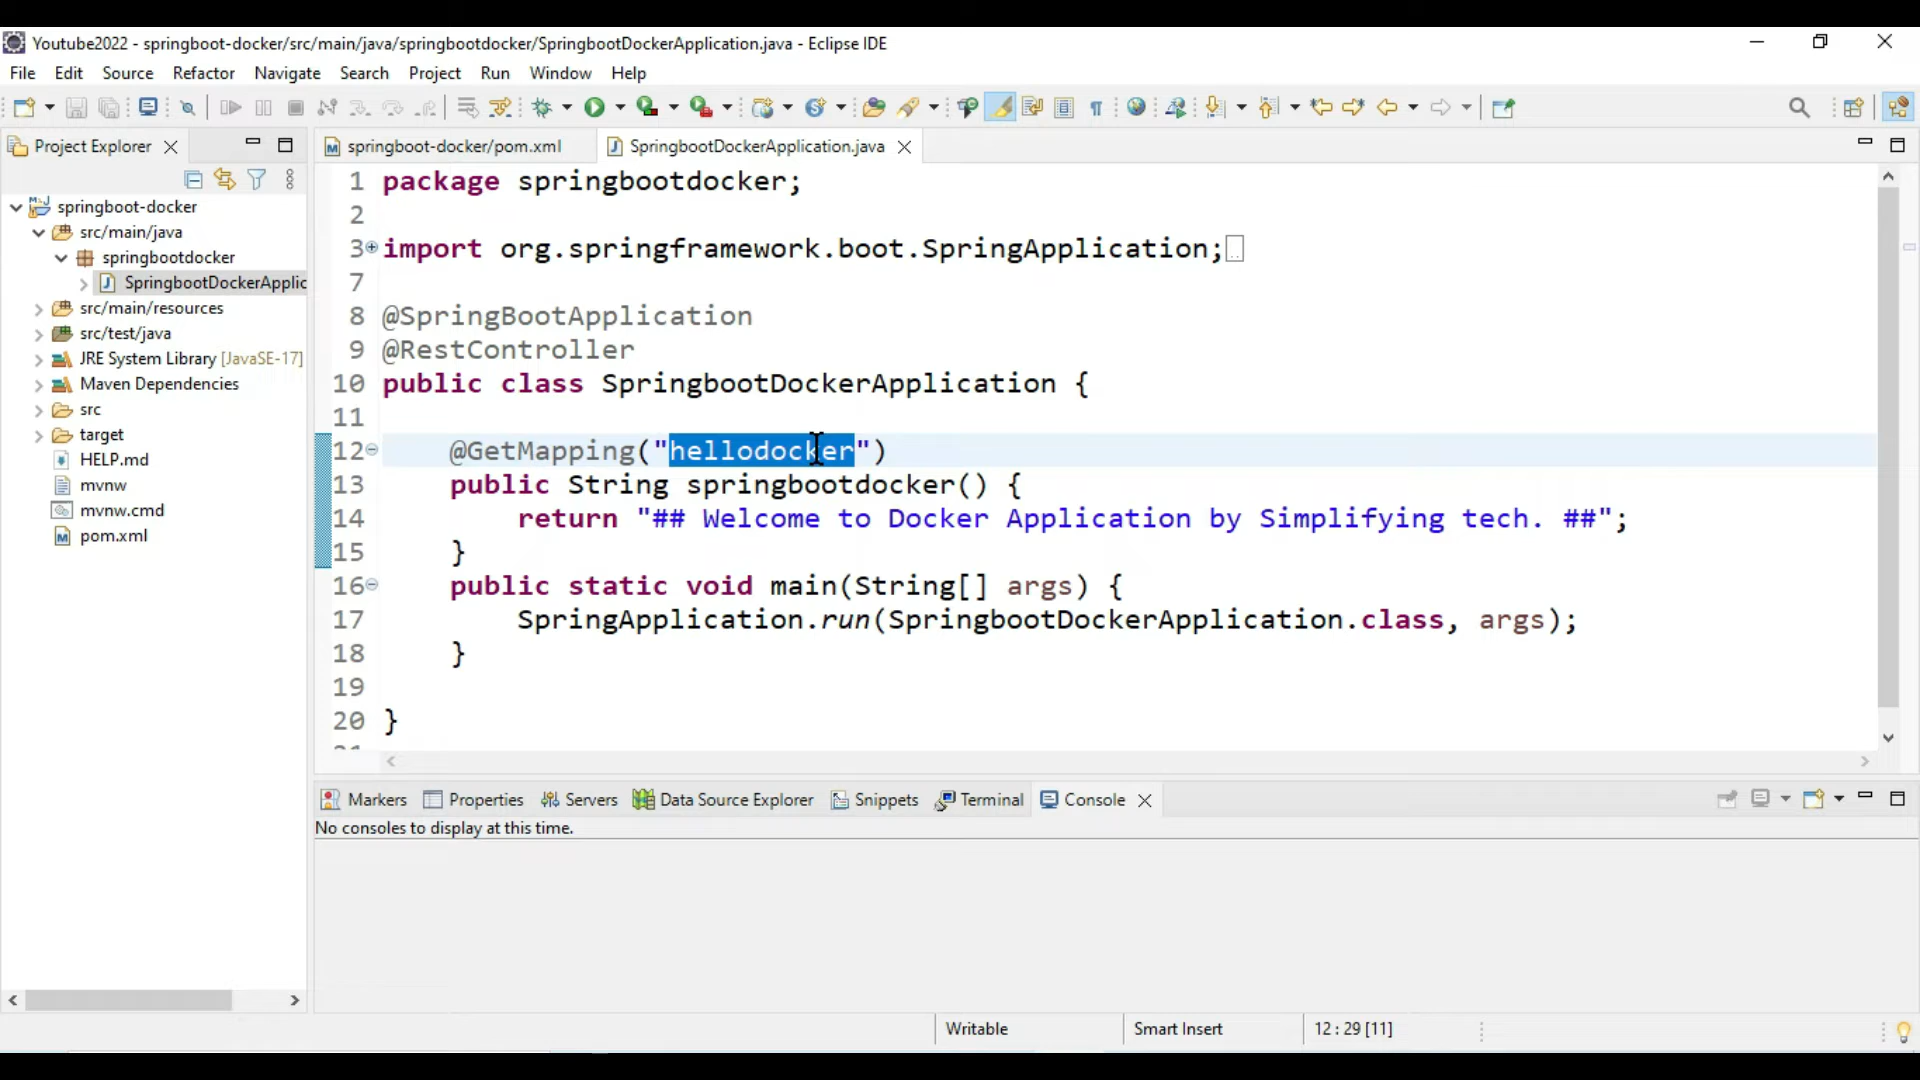 Youtube2022 - springboot-docker/src/main/java/springbootdocker/SpringbootDockerApplication.java - Eclipse IDE
File Edit Source Refactor Navigate Search Project Run Window Help
Project Explorer
springboot-docker/pom.xml
SpringbootDockerApplication.java
springboot-docker
src/main/java
springbootdocker
SpringbootDockerApplic
src/main/resources
src/test/java
JRE System Library [JavaSE-17]
Maven Dependencies
src
target
HELP.md
mvnw
mvnw.cmd
pom.xml
1 package springbootdocker;
2
3 import org.springframework.boot.SpringApplication;
7
8 @SpringBootApplication
9 @RestController
10 public class SpringbootDockerApplication {
11
12 @GetMapping("hellodocker")
13 public String springbootdocker() {
14 return "## Welcome to Docker Application by Simplifying tech. ##";
15 }
16 public static void main(String[] args) {
17 SpringApplication.run(SpringbootDockerApplication.class, args);
18 }
19
20 }
Markers Properties Servers Data Source Explorer Snippets Terminal Console
No consoles to display at this time.
Writable Smart Insert 12 : 29 [11]